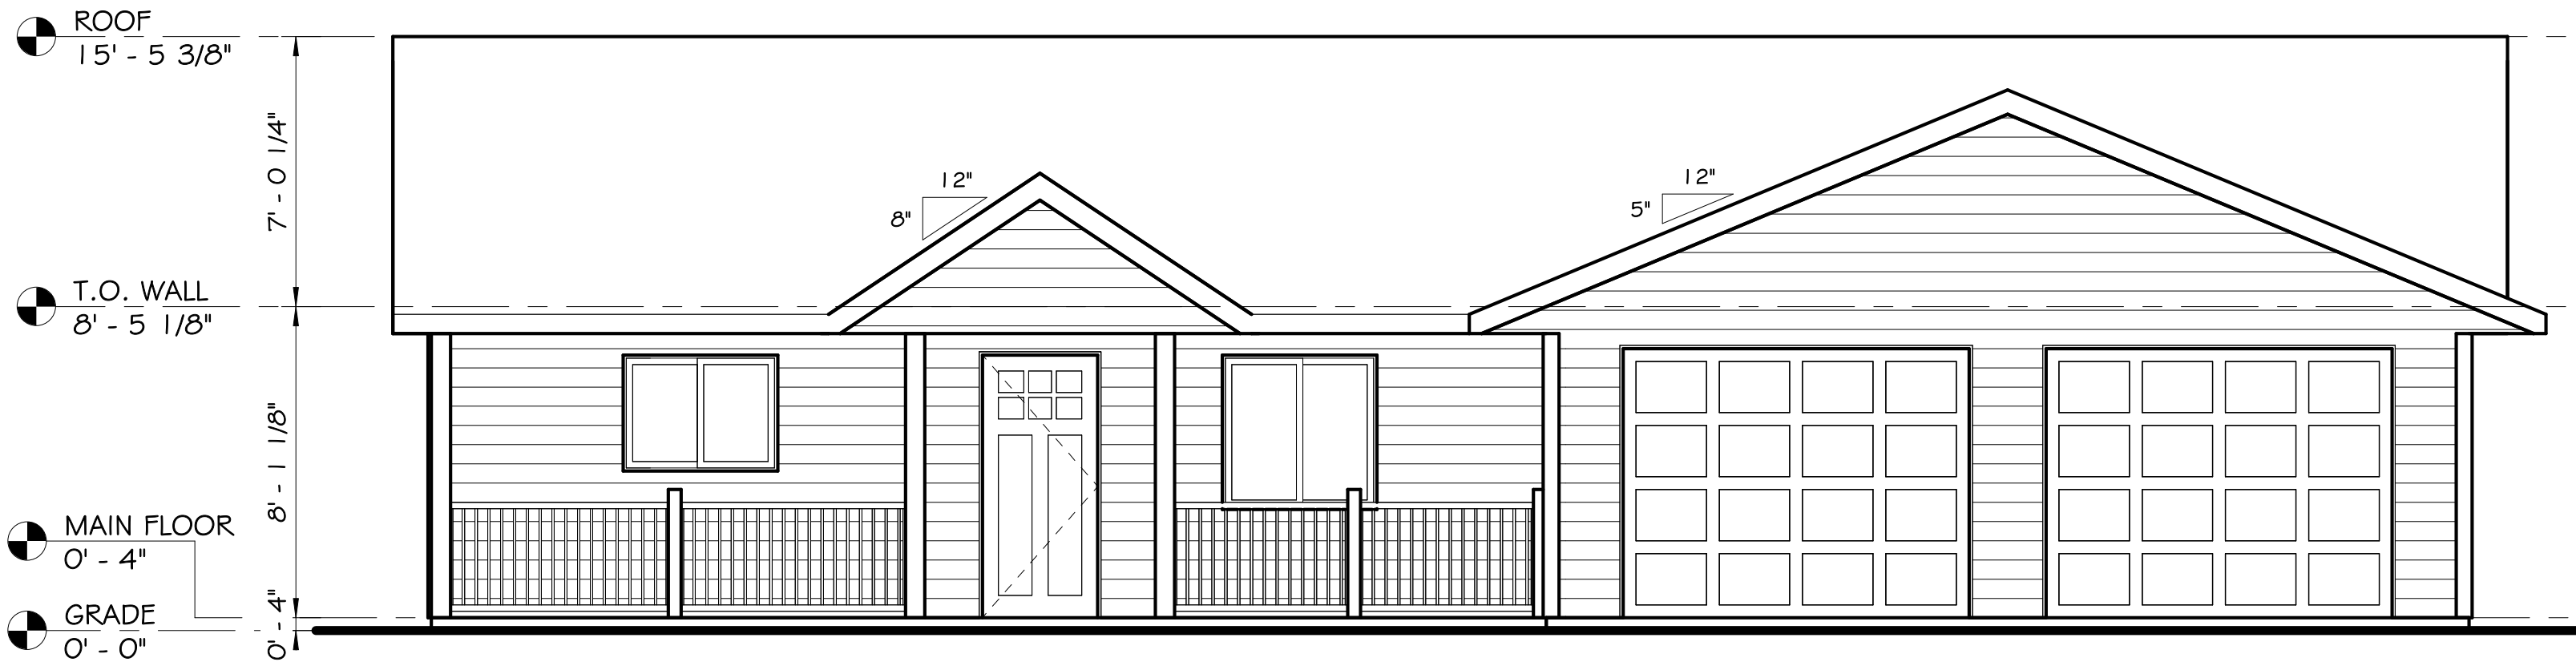 ROOF
15' - 5 3/8"
7' - 0 1/4"
12"
8"
12"
5"
T.O. WALL
8' - 5 1/8"
8' - 1 1/8"
MAIN FLOOR
0' - 4"
GRADE
0' - 0"
0' - 4"